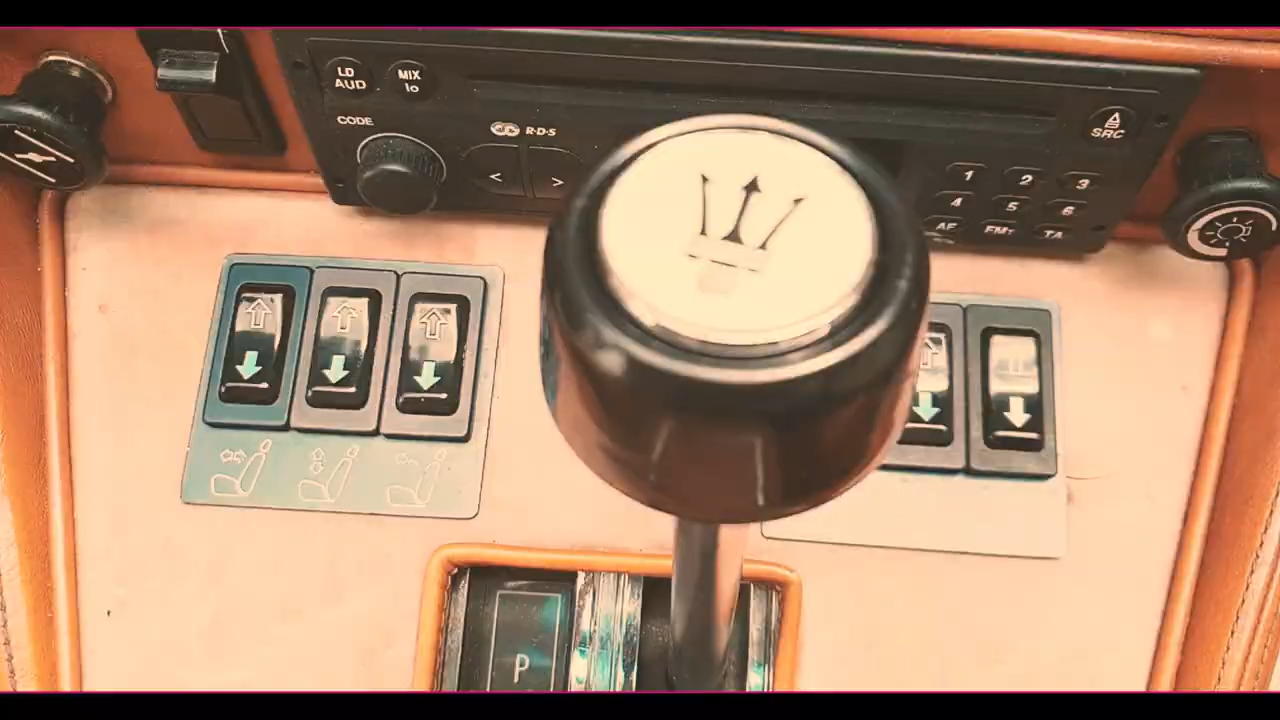 LD
AUD
MIX
lo
CODE
R·D·S
< >
SRC
1 2 3
4 5 6
AF FM TA
P